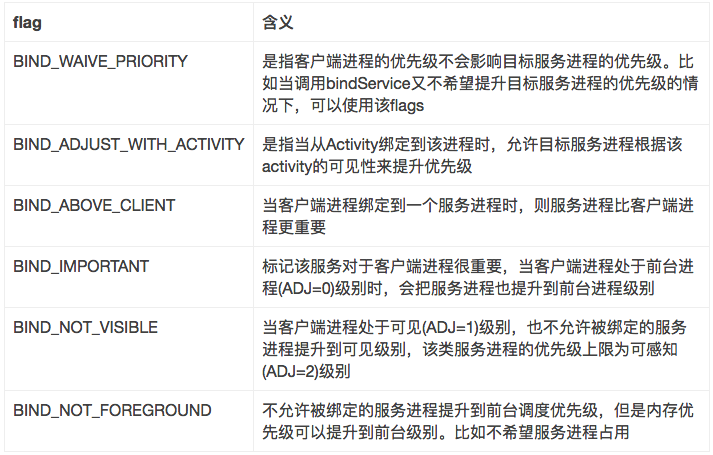 flag 含义
BIND_WAIVE_PRIORITY 是指客户端进程的优先级不会影响目标服务进程的优先级。比
如当调用bindService又不希望提升目标服务进程的优先级的情
况下，可以使用该flags
BIND_ADJUST_WITH_ACTIVITY 是指当从Activity绑定到该进程时，允许目标服务进程根据该
activity的可见性来提升优先级
BIND_ABOVE_CLIENT 当客户端进程绑定到一个服务进程时，则服务进程比客户端进
程更重要
BIND_IMPORTANT 标记该服务对于客户端进程很重要，当客户端进程处于前台进
程(ADJ=0)级别时，会把服务进程也提升到前台进程级别
BIND_NOT_VISIBLE 当客户端进程处于可见(ADJ=1)级别，也不允许被绑定的服务
进程提升到可见级别，该类服务进程的优先级上限为可感知
(ADJ=2)级别
BIND_NOT_FOREGROUND 不允许被绑定的服务进程提升到前台调度优先级，但是内存优
先级可以提升到前台级别。比如不希望服务进程占用